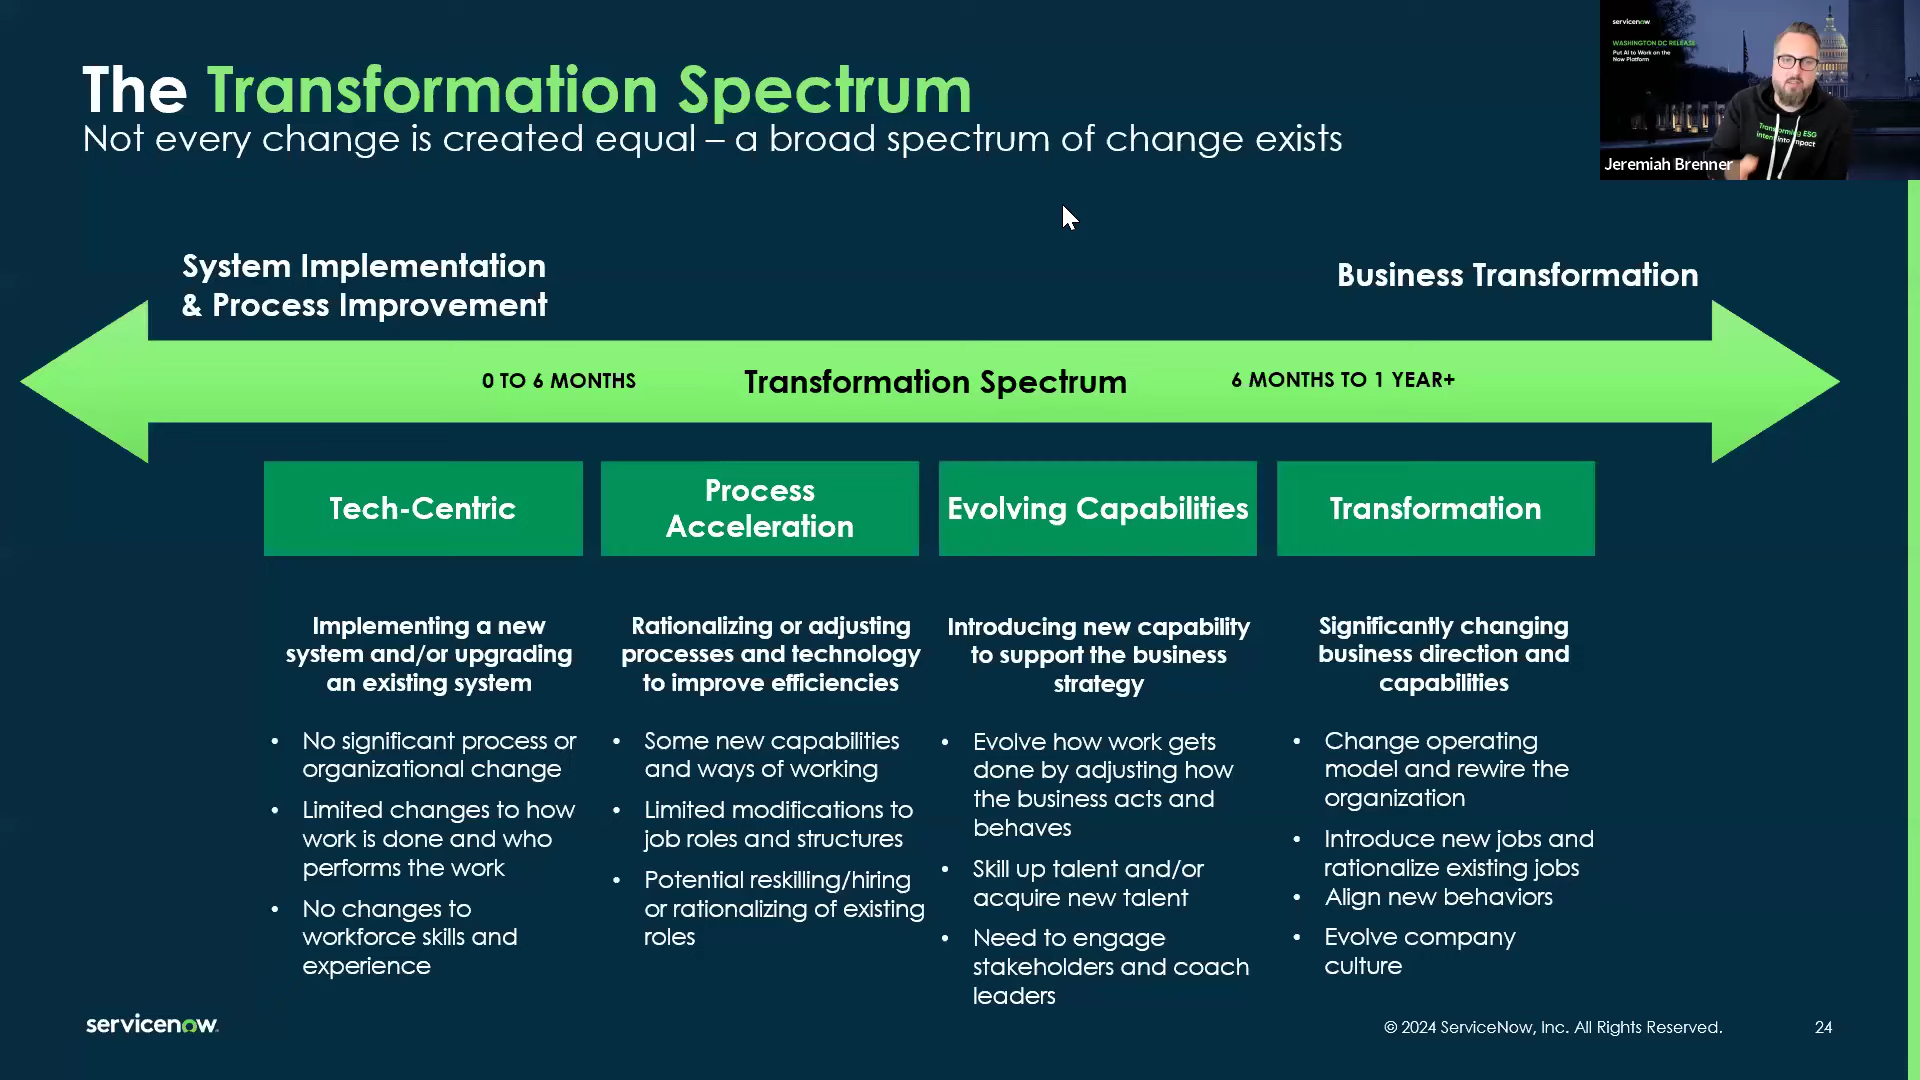 The Transformation Spectrum
Not every change is created equal – a broad spectrum of change exists
servicenow
WASHINGTON DC RELEASE
Put AI to Work on the
Now Platform
Transforming ESG
Intent into Impact
Jeremiah Brenner
System Implementation
& Process Improvement
Business Transformation
0 TO 6 MONTHS
Transformation Spectrum
6 MONTHS TO 1 YEAR+
Tech-Centric
Implementing a new
system and/or upgrading
an existing system
• No significant process or
organizational change
• Limited changes to how
work is done and who
performs the work
• No changes to
workforce skills and
experience
Process
Acceleration
Rationalizing or adjusting
processes and technology
to improve efficiencies
• Some new capabilities
and ways of working
• Limited modifications to
job roles and structures
• Potential reskilling/hiring
or rationalizing of existing
roles
Evolving Capabilities
Introducing new capability
to support the business
strategy
• Evolve how work gets
done by adjusting how
the business acts and
behaves
• Skill up talent and/or
acquire new talent
• Need to engage
stakeholders and coach
leaders
Transformation
Significantly changing
business direction and
capabilities
• Change operating
model and rewire the
organization
• Introduce new jobs and
rationalize existing jobs
• Align new behaviors
• Evolve company
culture
servicenow
© 2024 ServiceNow, Inc. All Rights Reserved.
24